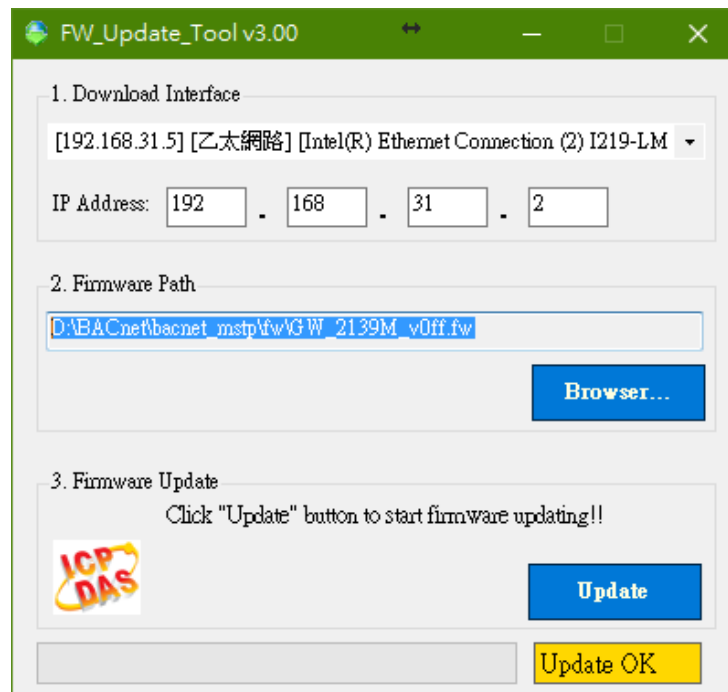 FW_Update_Tool v3.00
1. Download Interface
[192.168.31.5] [乙太網路] [Intel(R) Ethernet Connection (2) I219-LM
IP Address: 192 . 168 . 31 . 2
2. Firmware Path
D:\BACnet\bacnet_mstp\fw\GW_2139M_v0ff.fw
Browser...
3. Firmware Update
Click "Update" button to start firmware updating!!
ICP
DAS
Update
Update OK